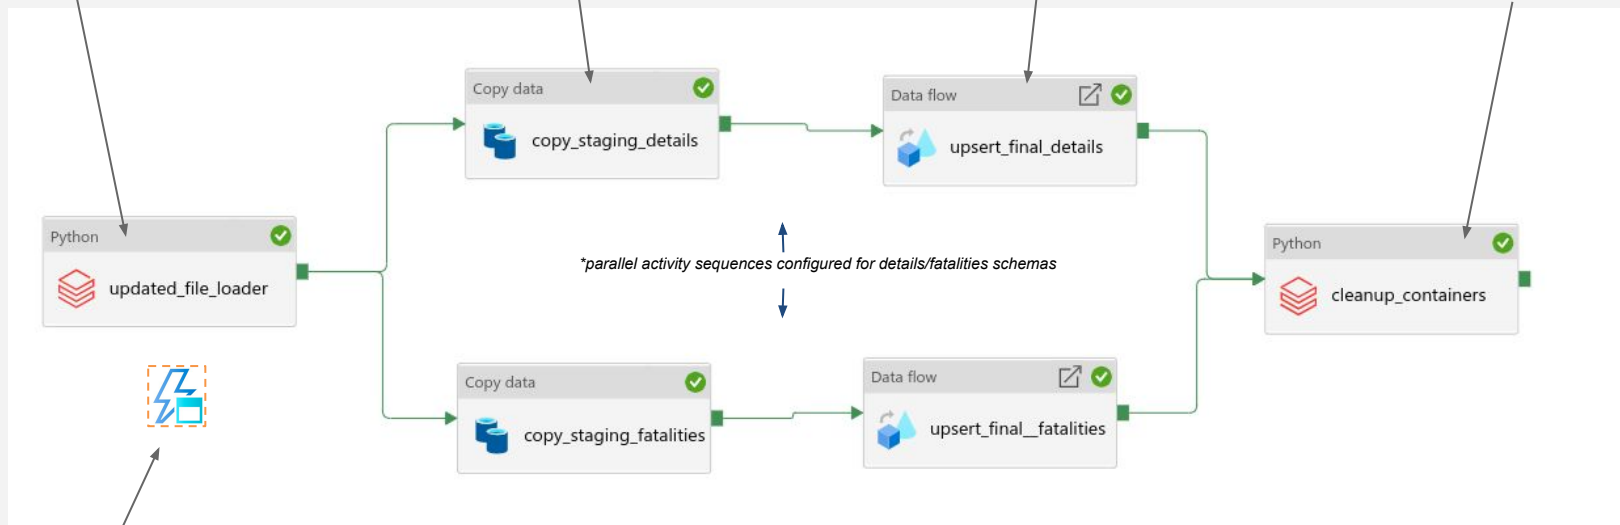 Copy data
copy_staging_details
Data flow
upsert_final_details
Python
updated_file_loader
*parallel activity sequences configured for details/fatalities schemas
Python
cleanup_containers
Copy data
copy_staging_fatalities
Data flow
upsert_final__fatalities